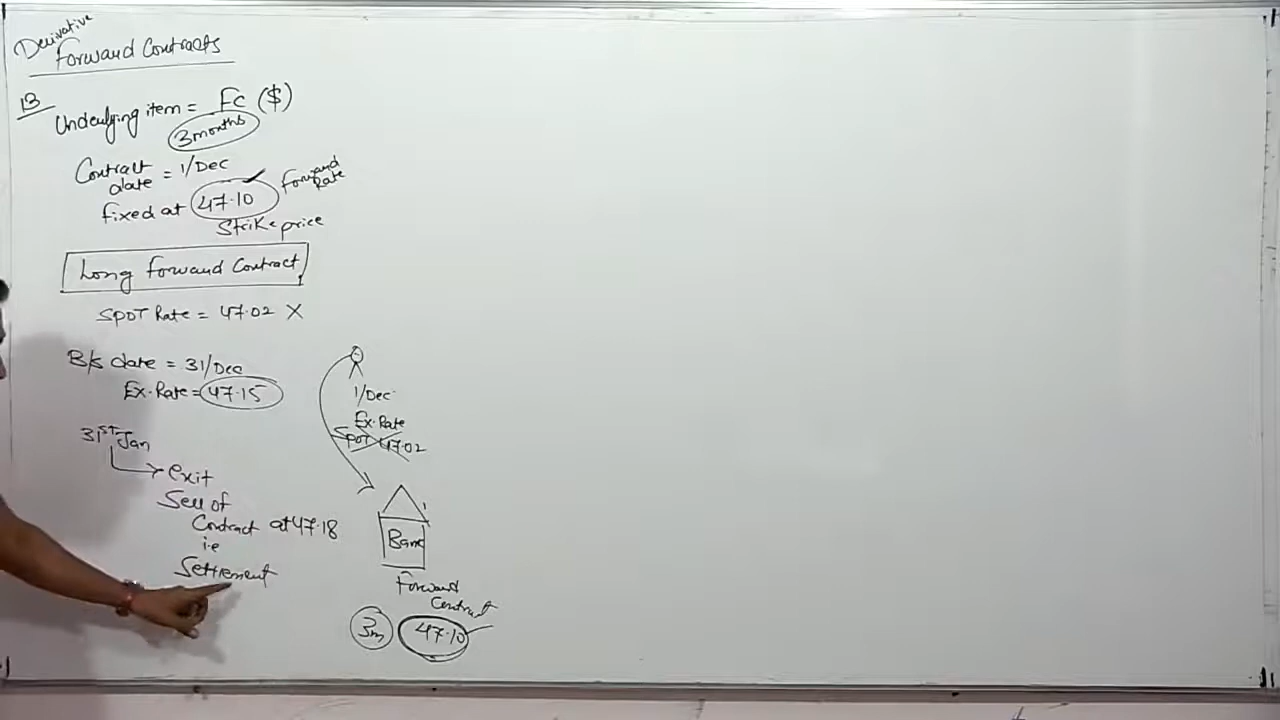 Derivative
Forward Contracts
13
Underlying item = Fc ($)
3 months
Contract date = 1/Dec
fixed at 47.10 Forward Rate
Strike price
Long Forward Contract
SPOT Rate = 47.02 X
B/s date = 31/Dec
Ex. Rate = 47.15
31ST Jan
exit
Sell of
Contract at 47.18
i.e
Settlement
1/Dec
Ex. Rate
Spot 47.02
Bank
Forward
Contract
3m 47.10